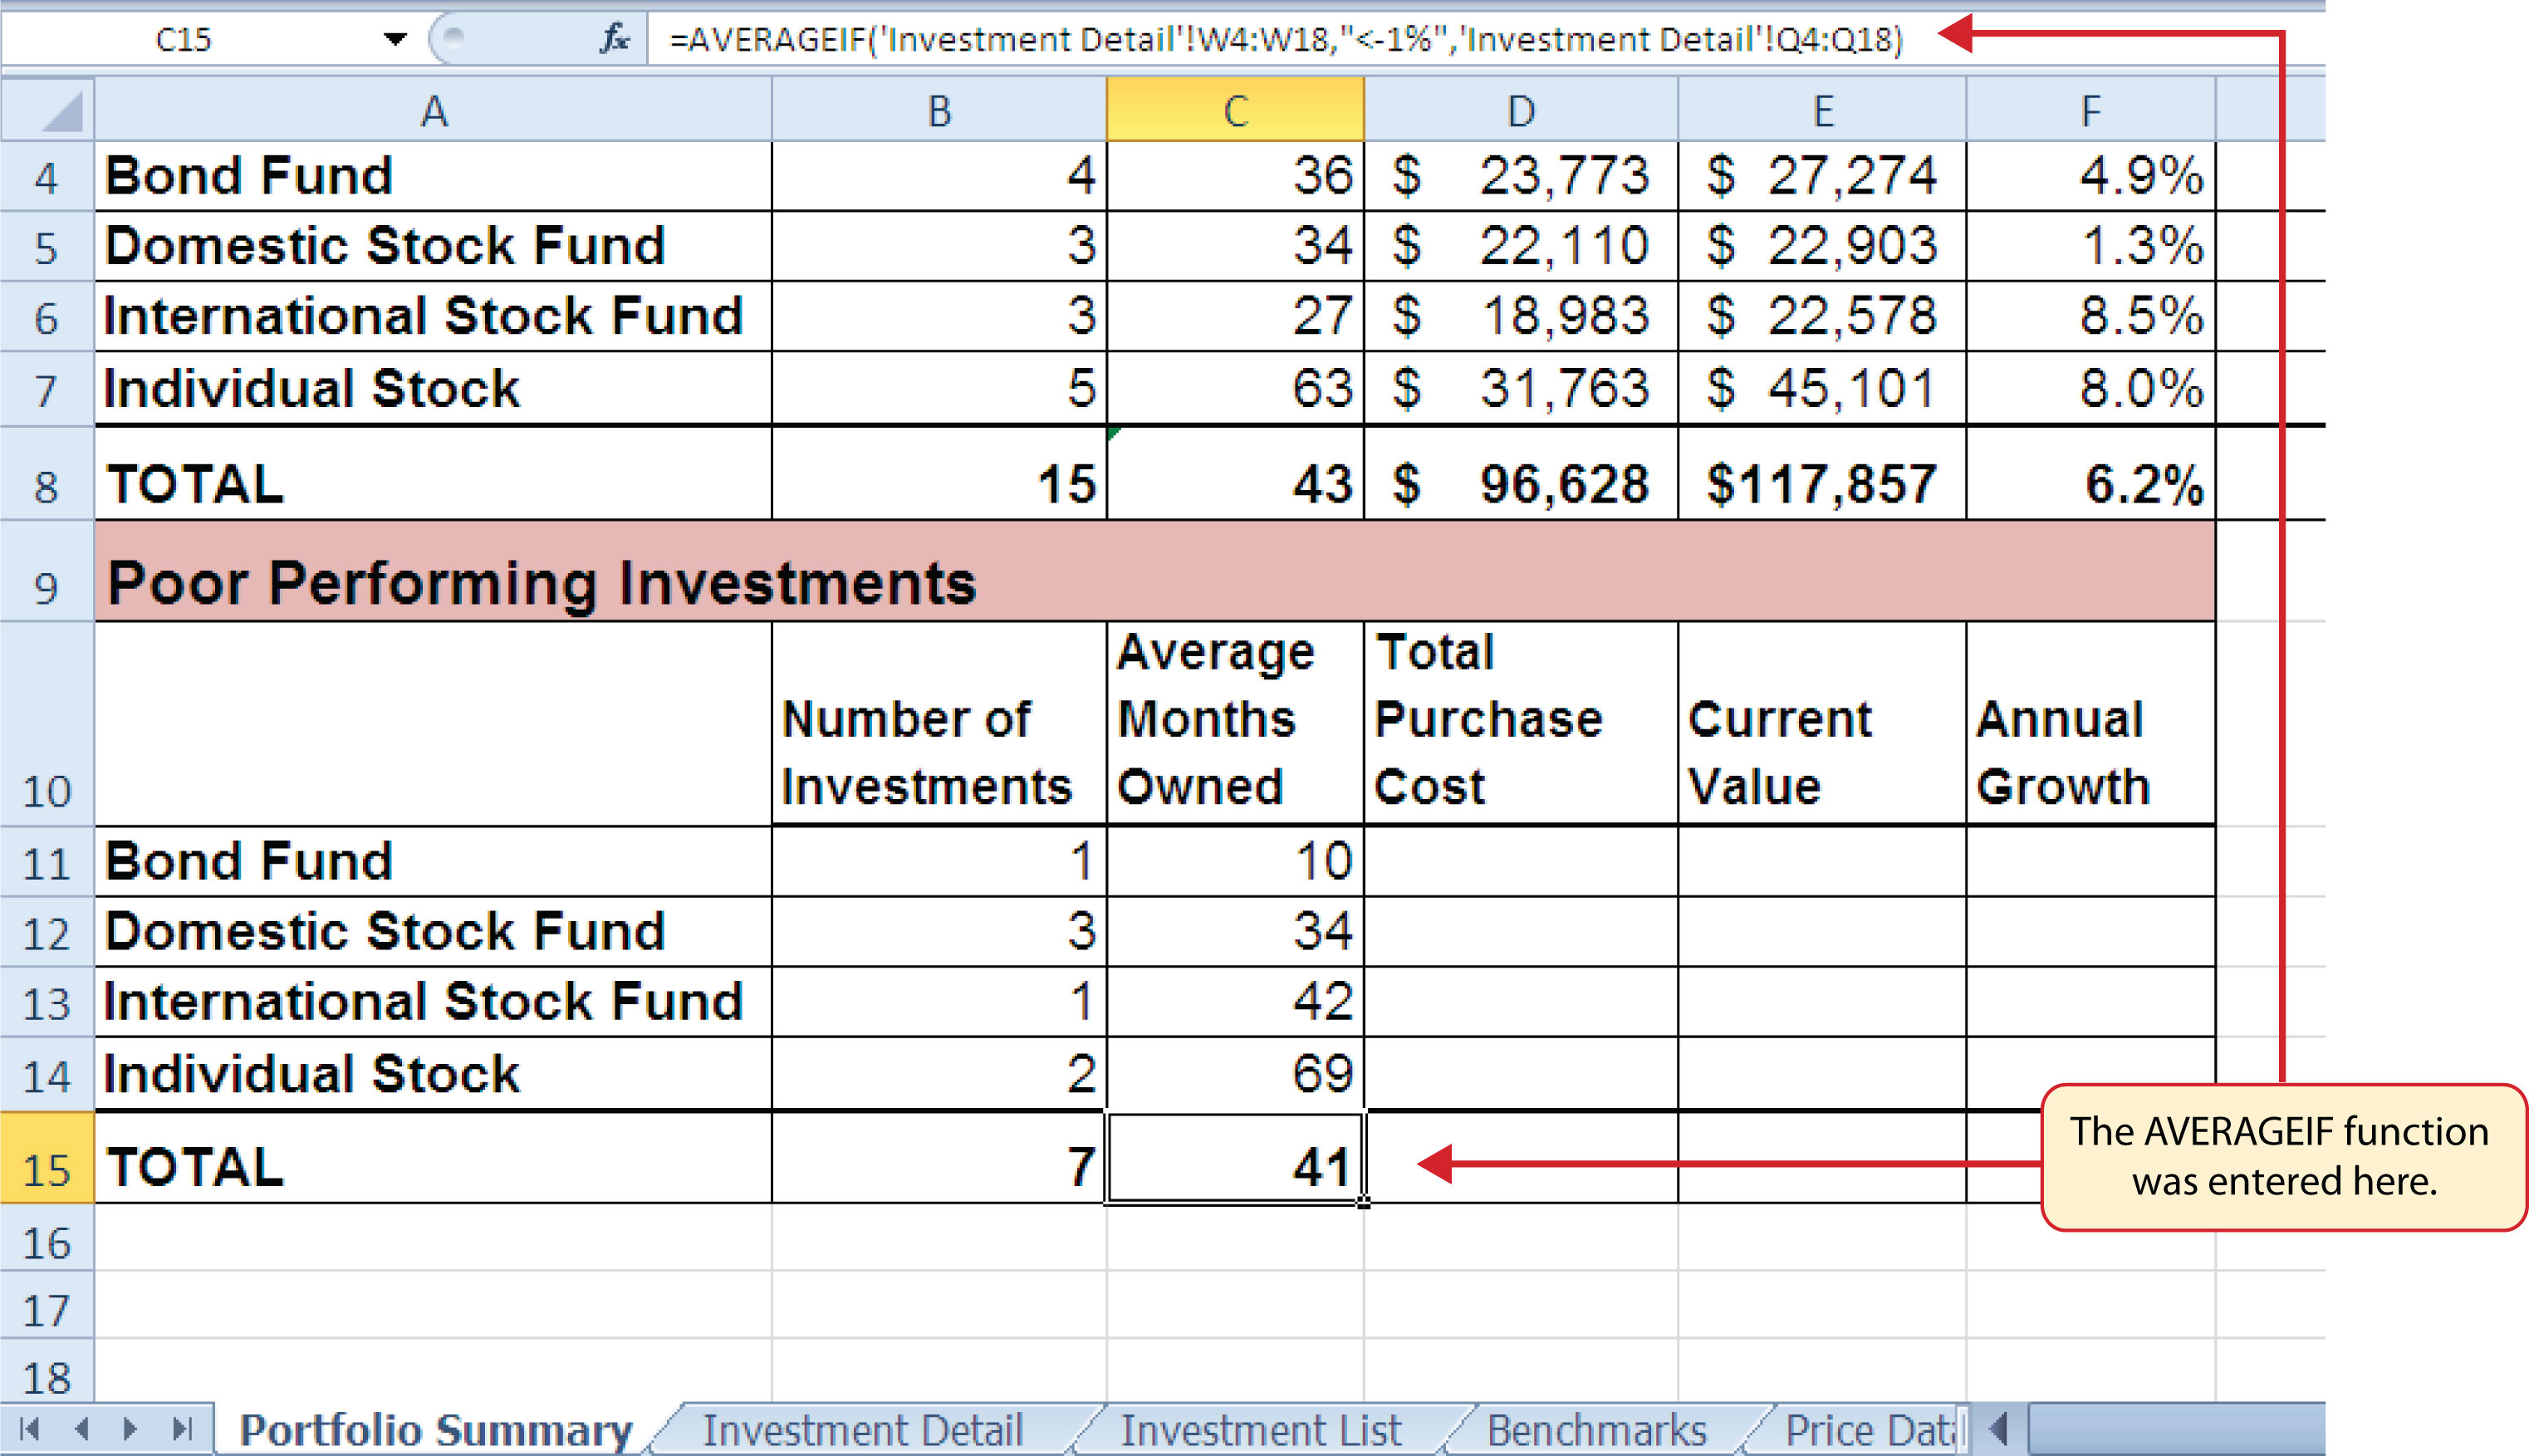 C15 fx =AVERAGEIF('Investment Detail'!W4:W18,"<-1%",'Investment Detail'!Q4:Q18)
A B C D E F
4 Bond Fund 4 36 $ 23,773 $ 27,274 4.9%
5 Domestic Stock Fund 3 34 $ 22,110 $ 22,903 1.3%
6 International Stock Fund 3 27 $ 18,983 $ 22,578 8.5%
7 Individual Stock 5 63 $ 31,763 $ 45,101 8.0%
8 TOTAL 15 43 $ 96,628 $117,857 6.2%
9 Poor Performing Investments
Average Total
Number of Months Purchase Current Annual
10 Investments Owned Cost Value Growth
11 Bond Fund 1 10
12 Domestic Stock Fund 3 34
13 International Stock Fund 1 42
14 Individual Stock 2 69
15 TOTAL 7 41
The AVERAGEIF function
was entered here.
16
17
18
Portfolio Summary Investment Detail Investment List Benchmarks Price Data